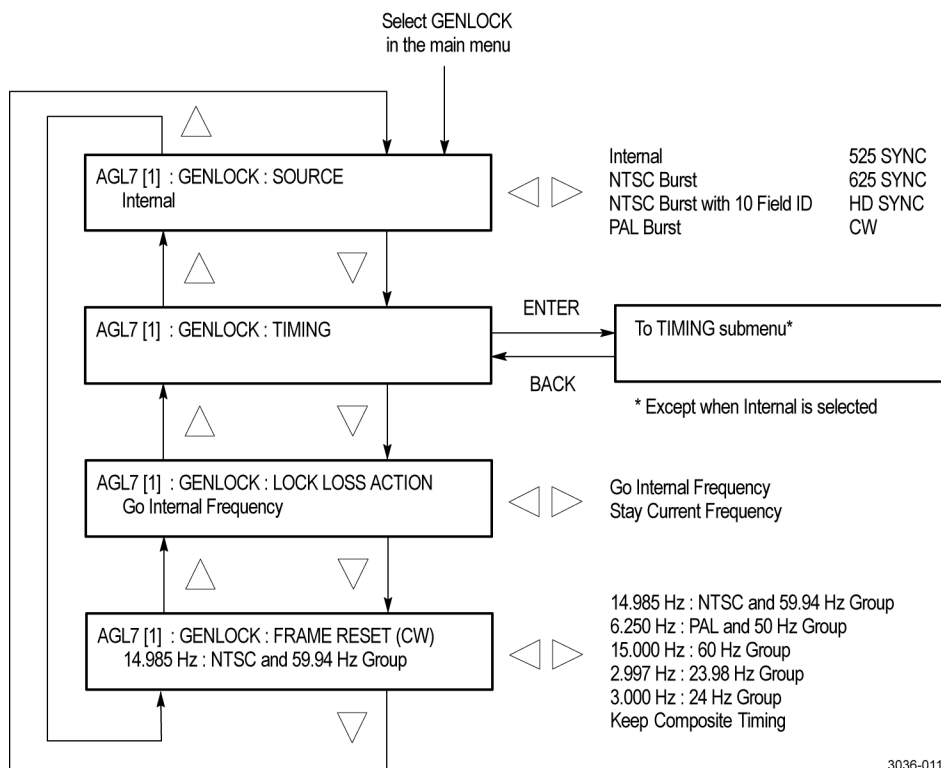 Select GENLOCK
in the main menu
AGL7 [1] : GENLOCK : SOURCE
Internal
Internal 525 SYNC
NTSC Burst 625 SYNC
NTSC Burst with 10 Field ID HD SYNC
PAL Burst CW
AGL7 [1] : GENLOCK : TIMING
ENTER
BACK
To TIMING submenu*
* Except when Internal is selected
AGL7 [1] : GENLOCK : LOCK LOSS ACTION
Go Internal Frequency
Go Internal Frequency
Stay Current Frequency
AGL7 [1] : GENLOCK : FRAME RESET (CW)
14.985 Hz : NTSC and 59.94 Hz Group
14.985 Hz : NTSC and 59.94 Hz Group
6.250 Hz : PAL and 50 Hz Group
15.000 Hz : 60 Hz Group
2.997 Hz : 23.98 Hz Group
3.000 Hz : 24 Hz Group
Keep Composite Timing
3036-011